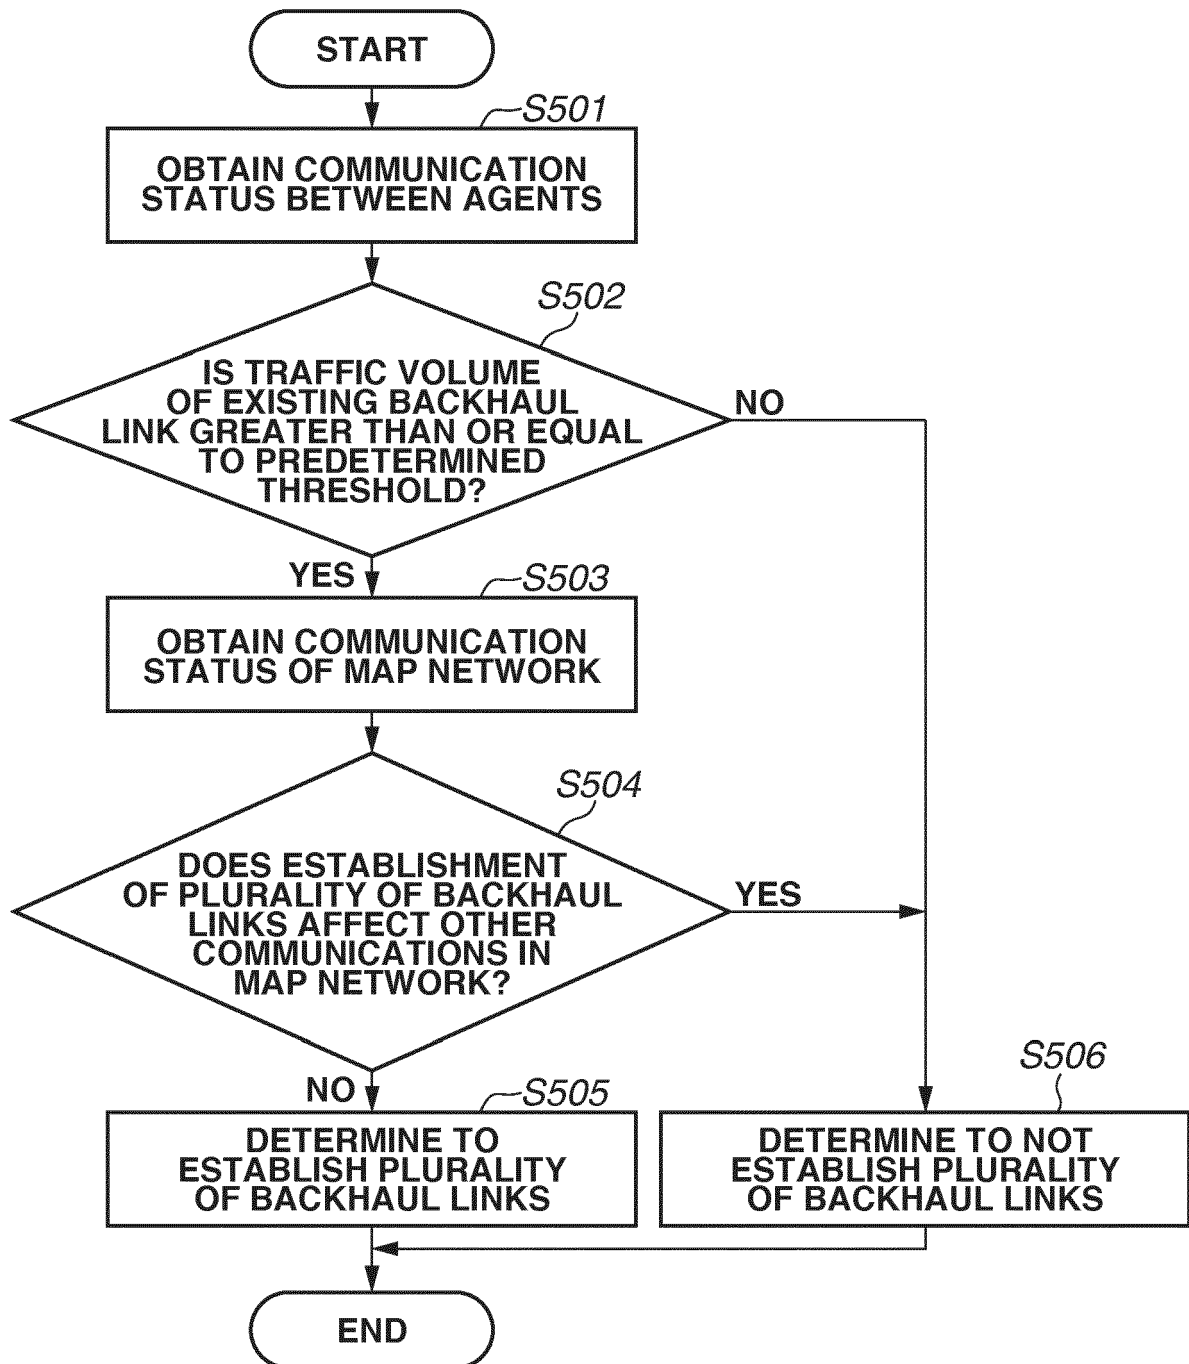 START
S501
OBTAIN COMMUNICATION
STATUS BETWEEN AGENTS
S502
IS TRAFFIC VOLUME
OF EXISTING BACKHAUL
LINK GREATER THAN OR EQUAL
TO PREDETERMINED
THRESHOLD?
NO
YES
S503
OBTAIN COMMUNICATION
STATUS OF MAP NETWORK
S504
DOES ESTABLISHMENT
OF PLURALITY OF BACKHAUL
LINKS AFFECT OTHER
COMMUNICATIONS IN
MAP NETWORK?
YES
NO
S505
DETERMINE TO
ESTABLISH PLURALITY
OF BACKHAUL LINKS
S506
DETERMINE TO NOT
ESTABLISH PLURALITY
OF BACKHAUL LINKS
END